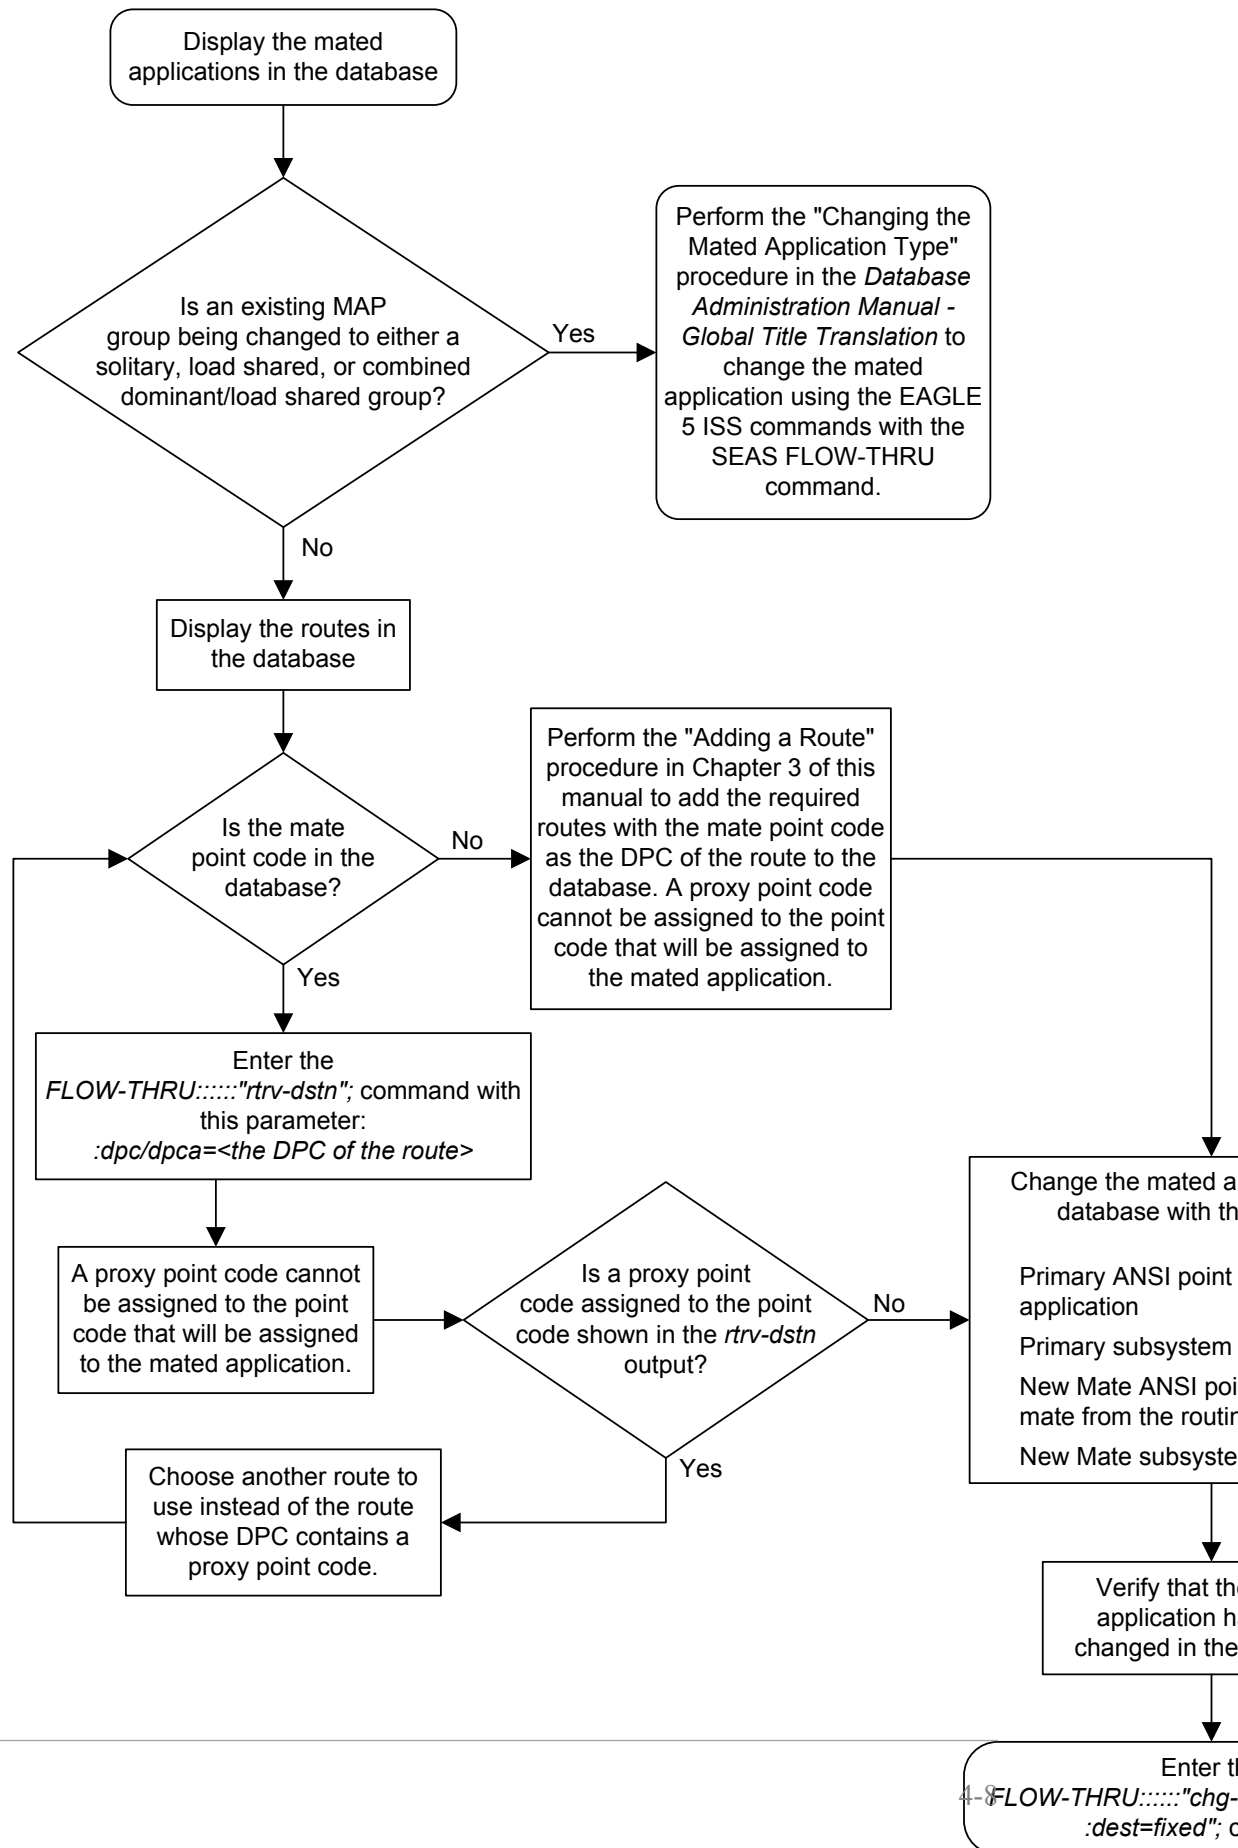 Display the mated
applications in the database
Is an existing MAP
group being changed to either a
solitary, load shared, or combined
dominant/load shared group?
Yes
Perform the "Changing the
Mated Application Type"
procedure in the Database
Administration Manual -
Global Title Translation to
change the mated
application using the EAGLE
5 ISS commands with the
SEAS FLOW-THRU
command.
No
Display the routes in
the database
Is the mate
point code in the
database?
No
Perform the "Adding a Route"
procedure in Chapter 3 of this
manual to add the required
routes with the mate point code
as the DPC of the route to the
database. A proxy point code
cannot be assigned to the point
code that will be assigned to
the mated application.
Yes
Enter the
FLOW-THRU::::::"rtrv-dstn"; command with
this parameter:
:dpc/dpca=<the DPC of the route>
A proxy point code cannot
be assigned to the point
code that will be assigned
to the mated application.
Is a proxy point
code assigned to the point
code shown in the rtrv-dstn
output?
No
Yes
Choose another route to
use instead of the route
whose DPC contains a
proxy point code.
Change the mated a
database with th
Primary ANSI point
application
Primary subsystem
New Mate ANSI poi
mate from the routin
New Mate subsyste
Verify that the
application h
changed in the
Enter th
FLOW-THRU::::::"chg-
:dest=fixed"; c
4-8